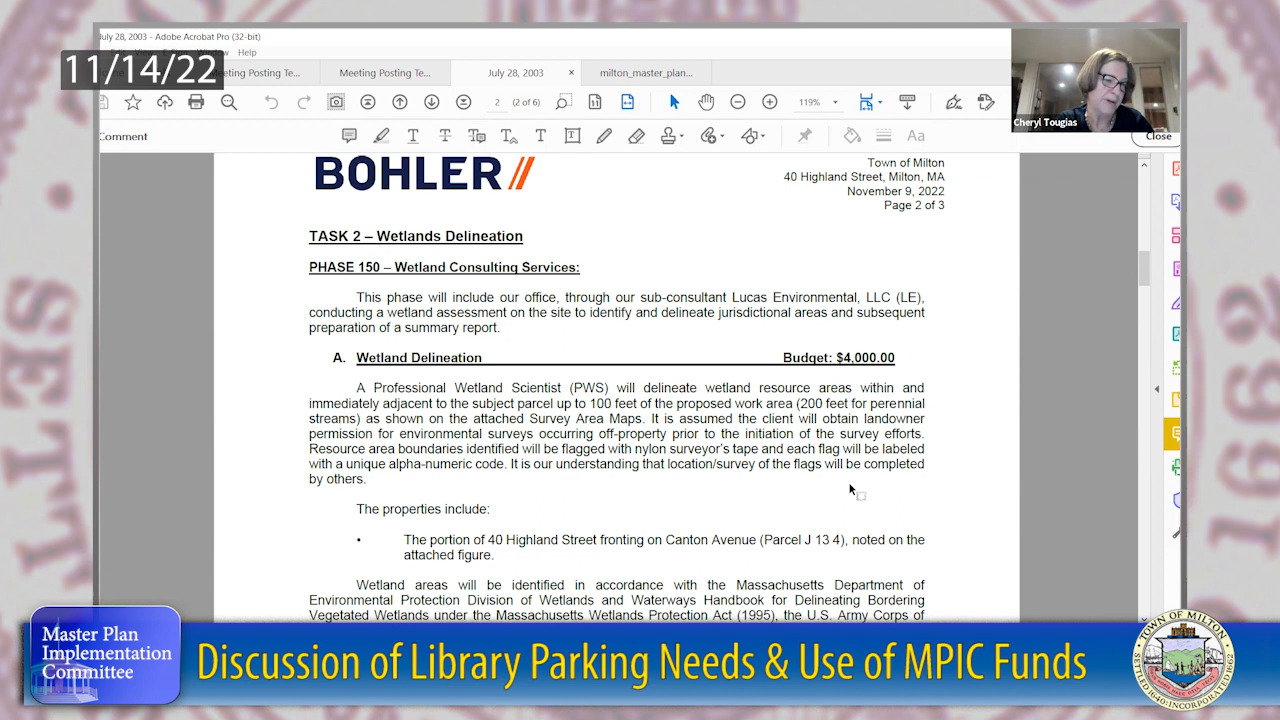 July 28, 2003 - Adobe Acrobat Pro (32-bit)
Window Help
11/14/22
Meeting Posting Te...
Meeting Posting Te...
July 28, 2003
×
milton_master_plan...
2 (2 of 6)
119%
Cheryl Tougias
Comment
Close
BOHLER//
Town of Milton
40 Highland Street, Milton, MA
November 9, 2022
Page 2 of 3
TASK 2 – Wetlands Delineation
PHASE 150 – Wetland Consulting Services:
This phase will include our office, through our sub-consultant Lucas Environmental, LLC (LE),
conducting a wetland assessment on the site to identify and delineate jurisdictional areas and subsequent
preparation of a summary report.
A. Wetland Delineation Budget: $4,000.00
A Professional Wetland Scientist (PWS) will delineate wetland resource areas within and
immediately adjacent to the subject parcel up to 100 feet of the proposed work area (200 feet for perennial
streams) as shown on the attached Survey Area Maps. It is assumed the client will obtain landowner
permission for environmental surveys occurring off-property prior to the initiation of the survey efforts.
Resource area boundaries identified will be flagged with nylon surveyor's tape and each flag will be labeled
with a unique alpha-numeric code. It is our understanding that location/survey of the flags will be completed
by others.
The properties include:
• The portion of 40 Highland Street fronting on Canton Avenue (Parcel J 13 4), noted on the
attached figure.
Wetland areas will be identified in accordance with the Massachusetts Department of
Environmental Protection Division of Wetlands and Waterways Handbook for Delineating Bordering
Vegetated Wetlands under the Massachusetts Wetlands Protection Act (1995), the U.S. Army Corps of
Master Plan
Implementation
Committee
Discussion of Library Parking Needs & Use of MPIC Funds
TOWN OF MILTON
SETTLED 1640 INCORPORATED 1662